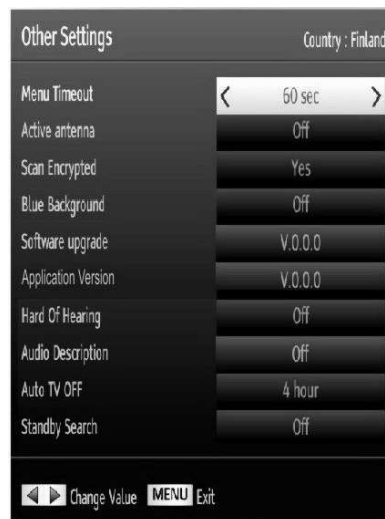 Other Settings Country : Finland
Menu Timeout 60 sec
Active antenna Off
Scan Encrypted Yes
Blue Background Off
Software upgrade V.0.0.0
Application Version V.0.0.0
Hard Of Hearing Off
Audio Description Off
Auto TV OFF 4 hour
Standby Search Off
Change Value MENU Exit